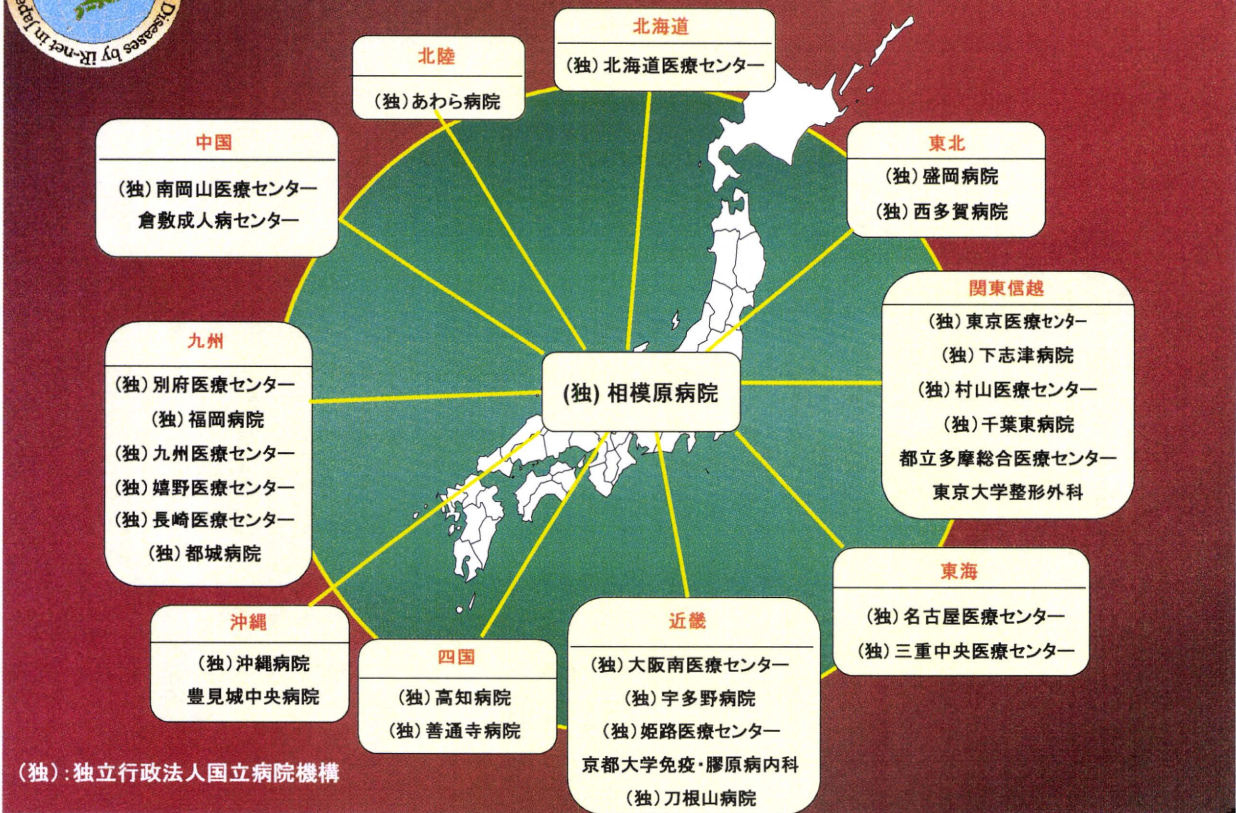 Diseases by iR-net in Japa
北海道
(独)北海道医療センター
北陸
(独)あわら病院
中国
(独)南岡山医療センター
倉敷成人病センター
東北
(独)盛岡病院
(独)西多賀病院
関東信越
(独)東京医療センター
(独)下志津病院
(独)村山医療センター
(独)千葉東病院
都立多摩総合医療センター
東京大学整形外科
九州
(独)別府医療センター
(独)福岡病院
(独)九州医療センター
(独)嬉野医療センター
(独)長崎医療センター
(独)都城病院
(独)相模原病院
東海
(独)名古屋医療センター
(独)三重中央医療センター
沖縄
(独)沖縄病院
豊見城中央病院
四国
(独)高知病院
(独)善通寺病院
近畿
(独)大阪南医療センター
(独)宇多野病院
(独)姫路医療センター
京都大学免疫・膠原病内科
(独)刀根山病院
(独):独立行政法人国立病院機構